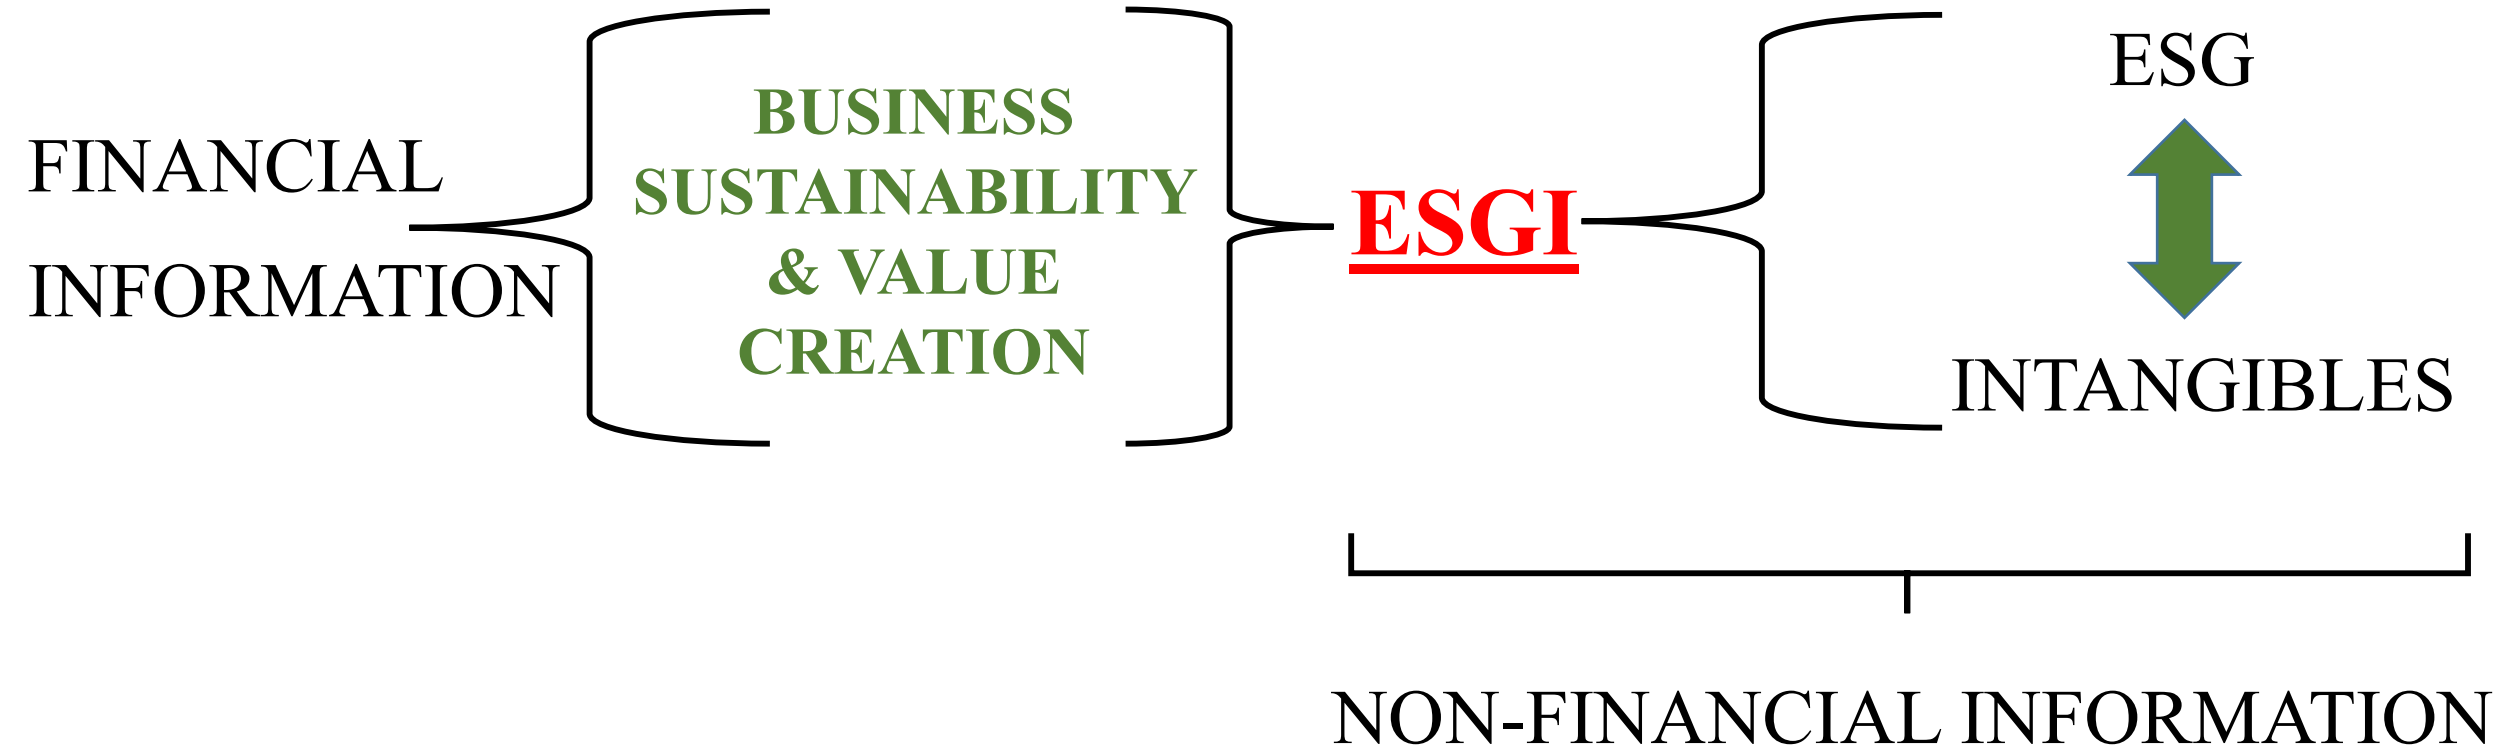 FINANCIAL
INFORMATION
BUSINESS
SUSTAINABILITY
& VALUE
CREATION
ESGI
ESG
INTANGIBLES
NON-FINANCIAL INFORMATION